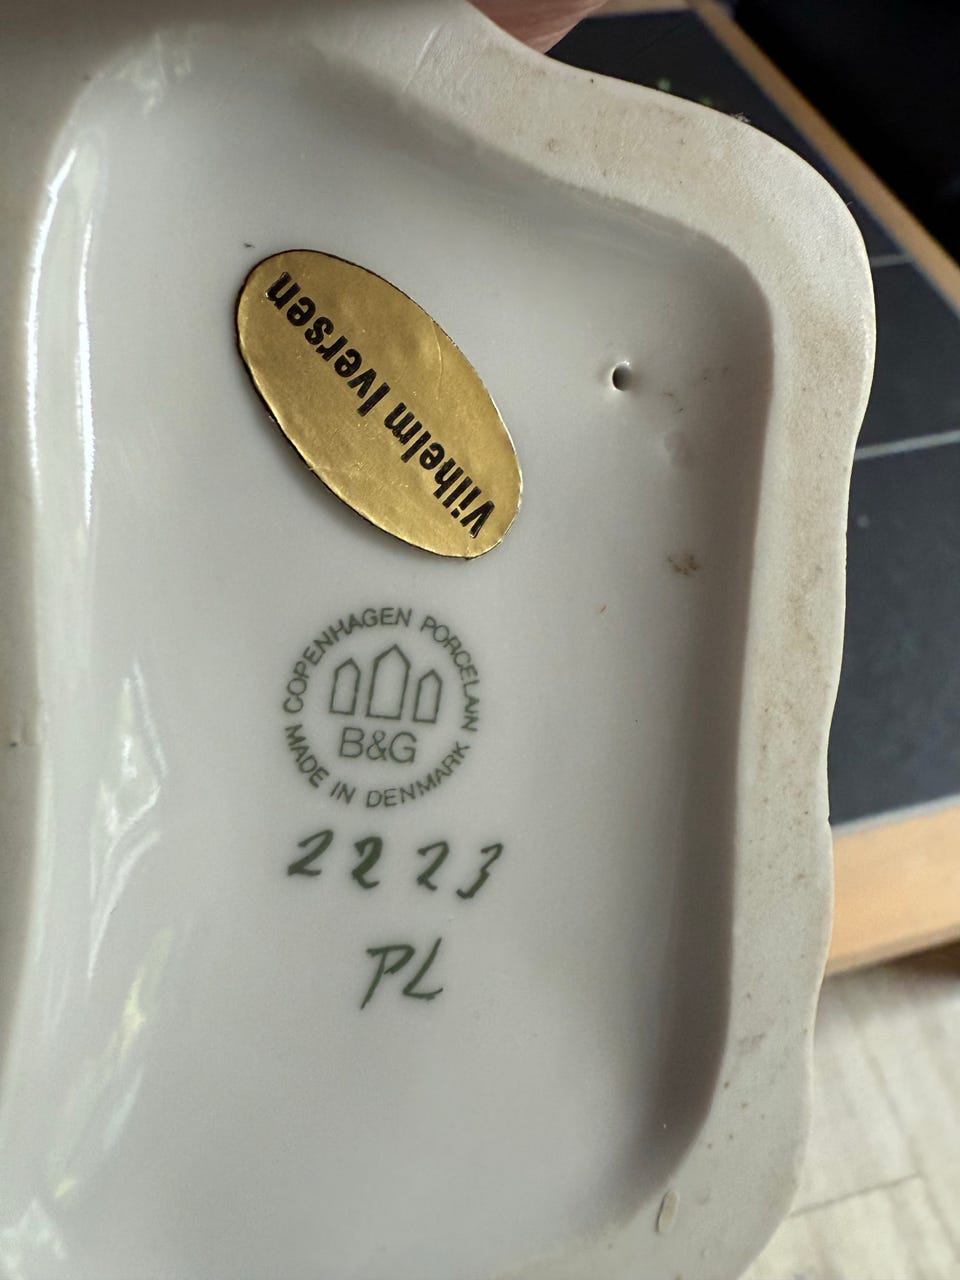 Vilhelm Iversen
COPENHAGEN PORCELAIN
B&G
MADE IN DENMARK
2223
PL